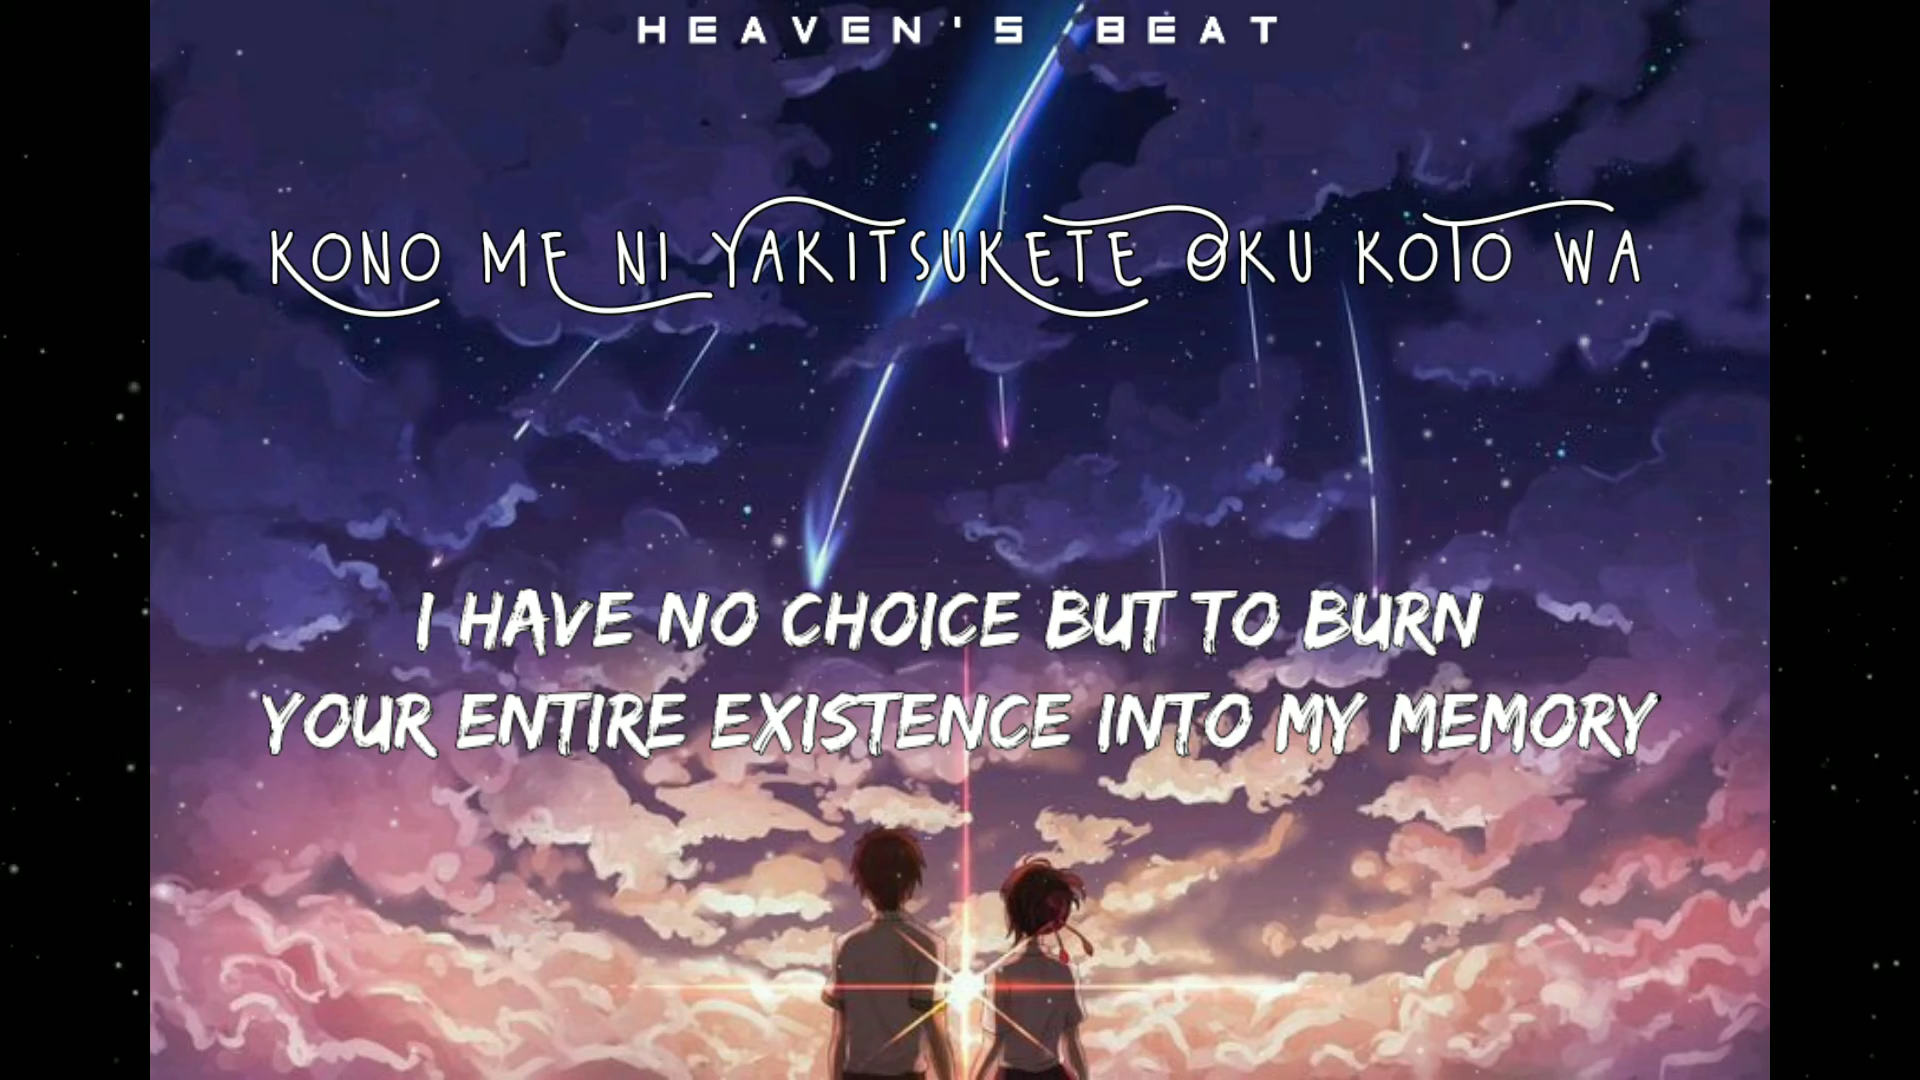 HEAVEN'S BEAT
KONO ME NI YAKITSUKETE OKU KOTO WA
I HAVE NO CHOICE BUT TO BURN
YOUR ENTIRE EXISTENCE INTO MY MEMORY